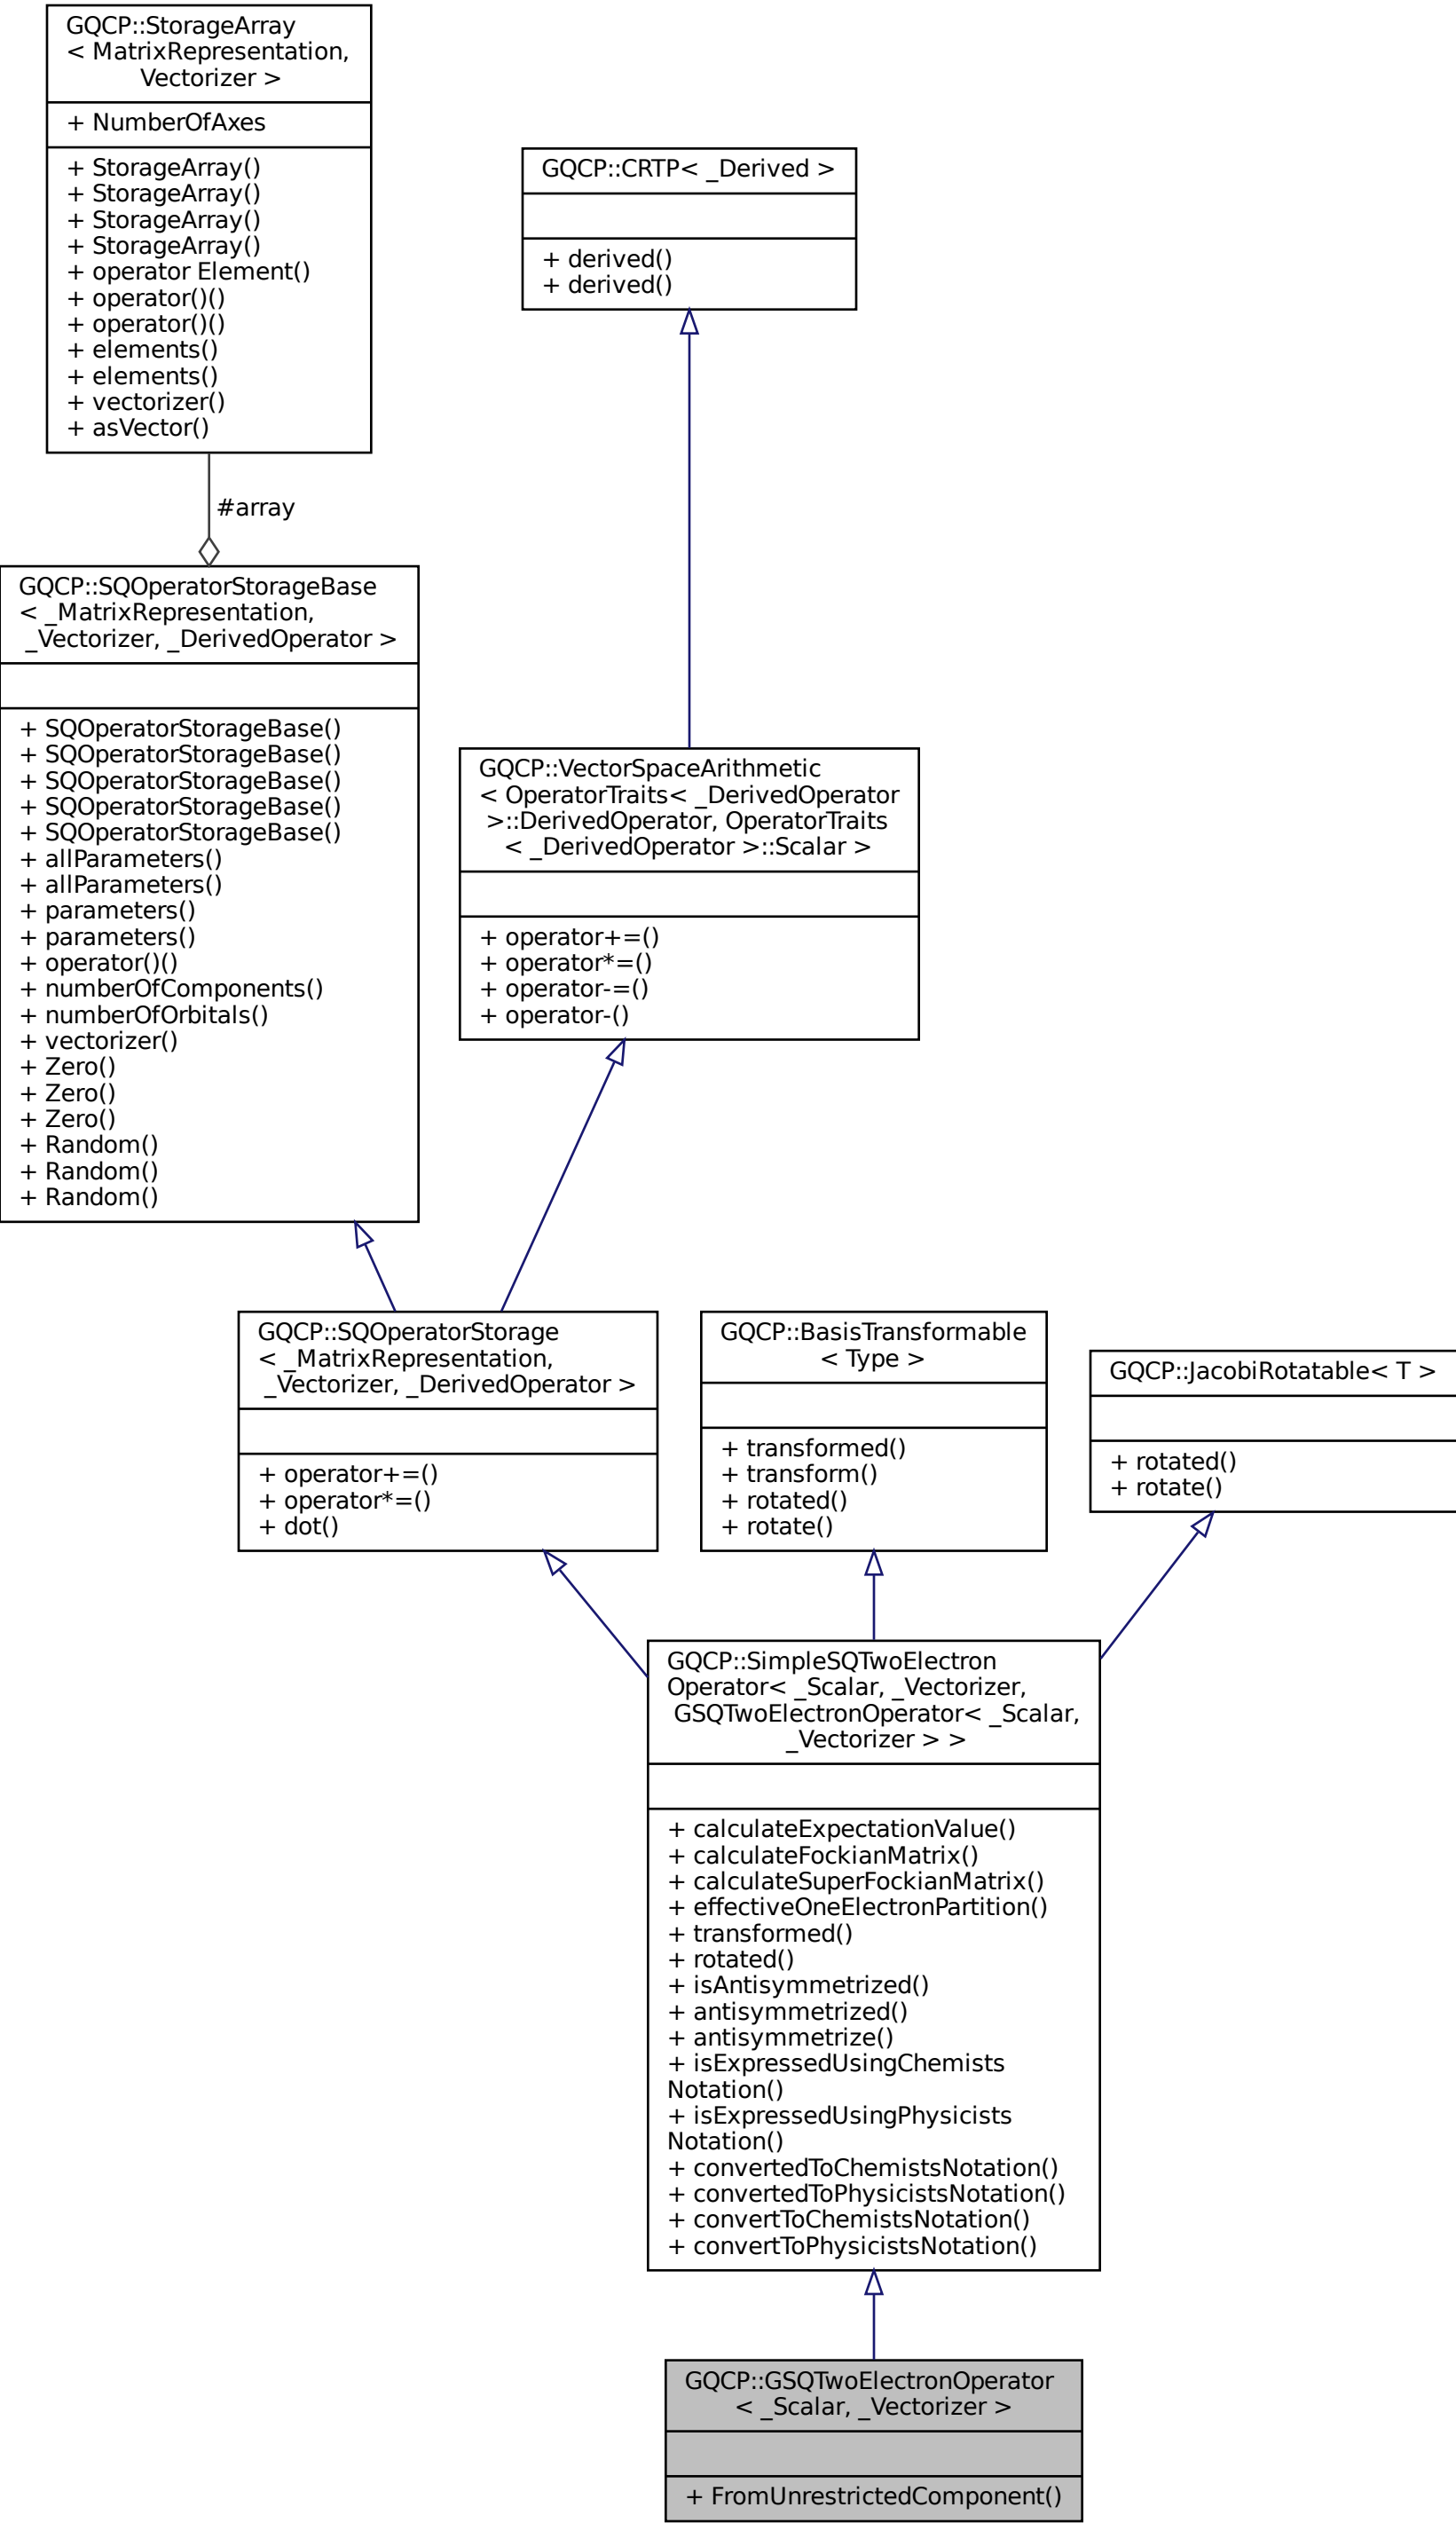 GQCP::StorageArray
< MatrixRepresentation,
Vectorizer >
+ NumberOfAxes
+ StorageArray()
+ StorageArray()
+ StorageArray()
+ StorageArray()
+ operator Element()
+ operator()()
+ operator()()
+ elements()
+ elements()
+ vectorizer()
+ asVector()
GQCP::CRTP< _Derived >
+ derived()
+ derived()
#array
GQCP::SQOperatorStorageBase
< _MatrixRepresentation,
_Vectorizer, _DerivedOperator >
+ SQOperatorStorageBase()
+ SQOperatorStorageBase()
+ SQOperatorStorageBase()
+ SQOperatorStorageBase()
+ SQOperatorStorageBase()
+ allParameters()
+ allParameters()
+ parameters()
+ parameters()
+ operator()()
+ numberOfComponents()
+ numberOfOrbitals()
+ vectorizer()
+ Zero()
+ Zero()
+ Zero()
+ Random()
+ Random()
+ Random()
GQCP::VectorSpaceArithmetic
< OperatorTraits< _DerivedOperator
>::DerivedOperator, OperatorTraits
< _DerivedOperator >::Scalar >
+ operator+=()
+ operator*=()
+ operator-=()
+ operator-()
GQCP::SQOperatorStorage
< _MatrixRepresentation,
_Vectorizer, _DerivedOperator >
+ operator+=()
+ operator*=()
+ dot()
GQCP::BasisTransformable
< Type >
+ transformed()
+ transform()
+ rotated()
+ rotate()
GQCP::JacobiRotatable< T >
+ rotated()
+ rotate()
GQCP::SimpleSQTwoElectron
Operator< _Scalar, _Vectorizer,
GSQTwoElectronOperator< _Scalar,
_Vectorizer > >
+ calculateExpectationValue()
+ calculateFockianMatrix()
+ calculateSuperFockianMatrix()
+ effectiveOneElectronPartition()
+ transformed()
+ rotated()
+ isAntisymmetrized()
+ antisymmetrized()
+ antisymmetrize()
+ isExpressedUsingChemists
Notation()
+ isExpressedUsingPhysicists
Notation()
+ convertedToChemistsNotation()
+ convertedToPhysicistsNotation()
+ convertToChemistsNotation()
+ convertToPhysicistsNotation()
GQCP::GSQTwoElectronOperator
< _Scalar, _Vectorizer >
+ FromUnrestrictedComponent()